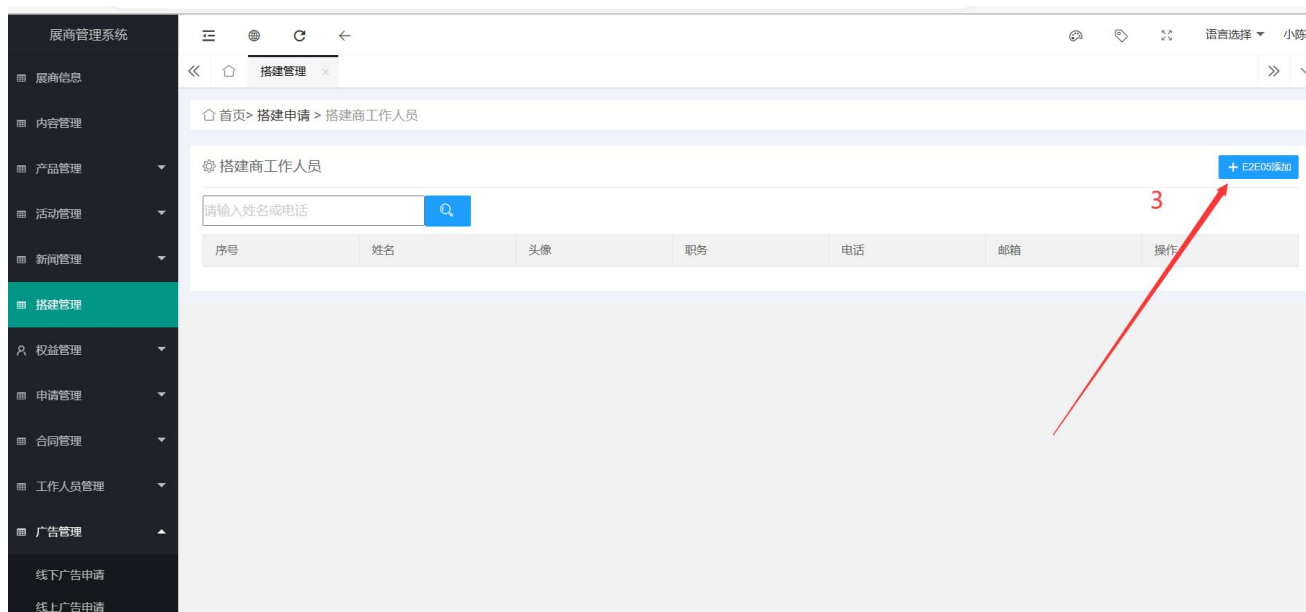 展商管理系统
语言选择
小陈
展商信息
搭建管理
内容管理
首页> 搭建申请 > 搭建商工作人员
产品管理
搭建商工作人员
+ E2E05添加
活动管理
请输入姓名或电话
3
新闻管理
序号 姓名 头像 职务 电话 邮箱 操作
搭建管理
权益管理
申请管理
合同管理
工作人员管理
广告管理
线下广告申请
线上广告申请